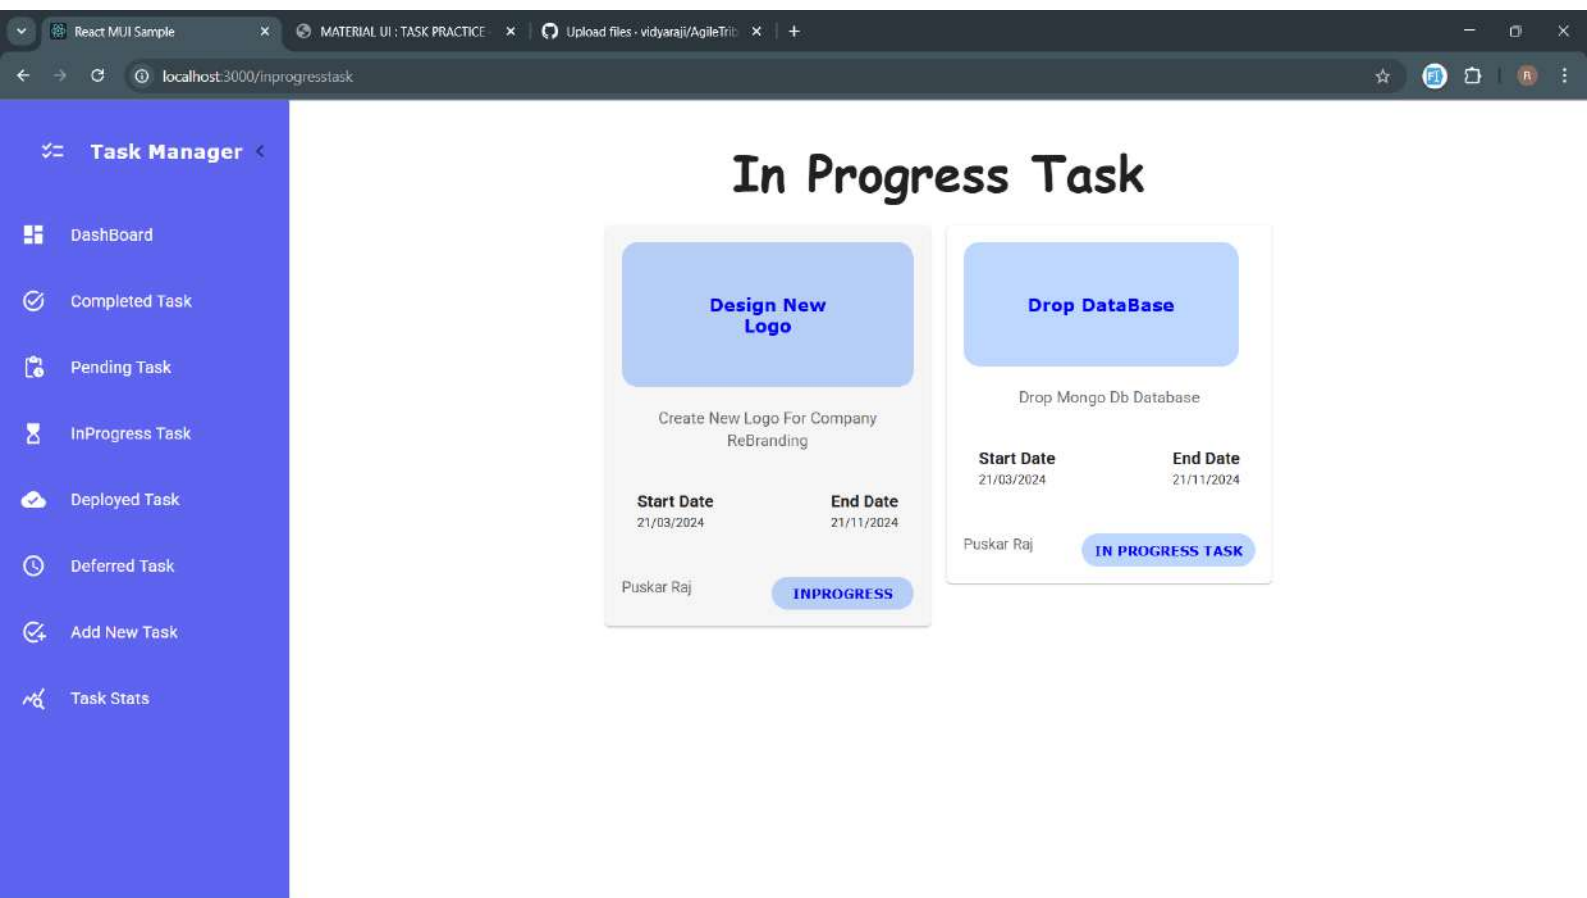 React MUI Sample
MATERIAL UI : TASK PRACTICE
Upload files · vidyaraji/AgileTrib
localhost:3000/inprogresstask
R
Task Manager
DashBoard
Completed Task
Pending Task
InProgress Task
Deployed Task
Deferred Task
Add New Task
Task Stats
In Progress Task
Design New
Logo
Create New Logo For Company
ReBranding
Start Date End Date
21/03/2024 21/11/2024
Puskar Raj INPROGRESS
Drop DataBase
Drop Mongo Db Database
Start Date End Date
21/03/2024 21/11/2024
Puskar Raj IN PROGRESS TASK